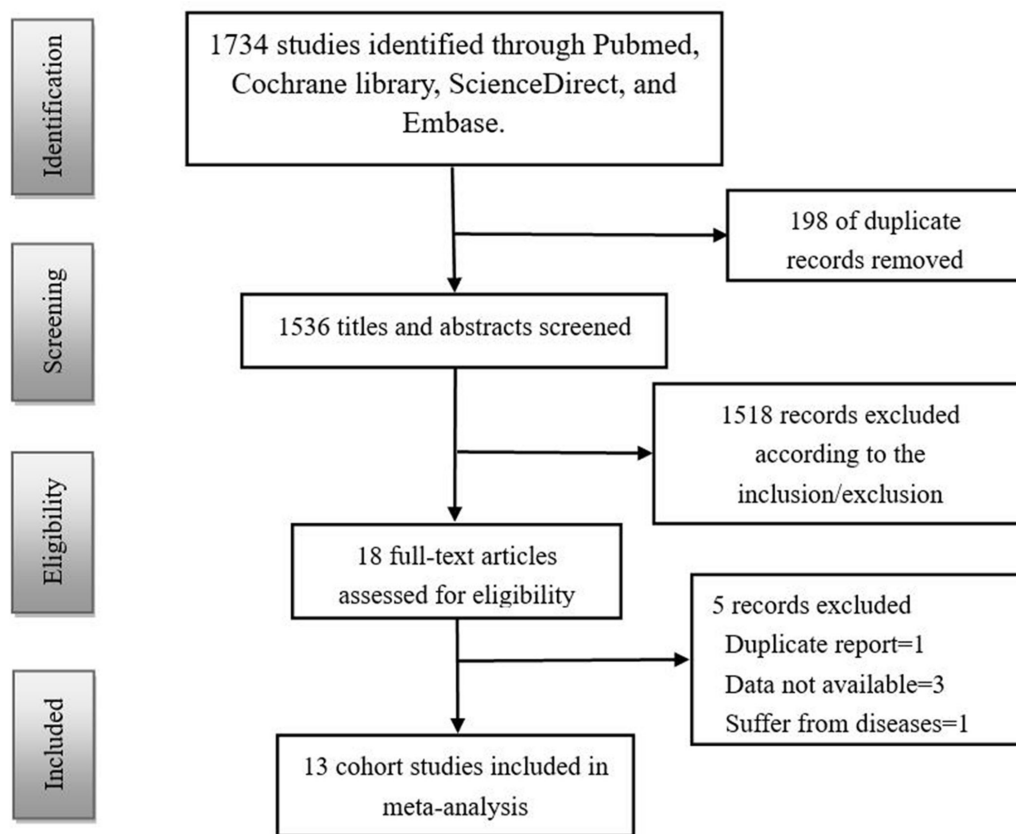 Identification
1734 studies identified through Pubmed,
Cochrane library, ScienceDirect, and
Embase.
198 of duplicate
records removed
Screening
1536 titles and abstracts screened
1518 records excluded
according to the
inclusion/exclusion
Eligibility
18 full-text articles
assessed for eligibility
5 records excluded
Duplicate report=1
Data not available=3
Suffer from diseases=1
Included
13 cohort studies included in
meta-analysis